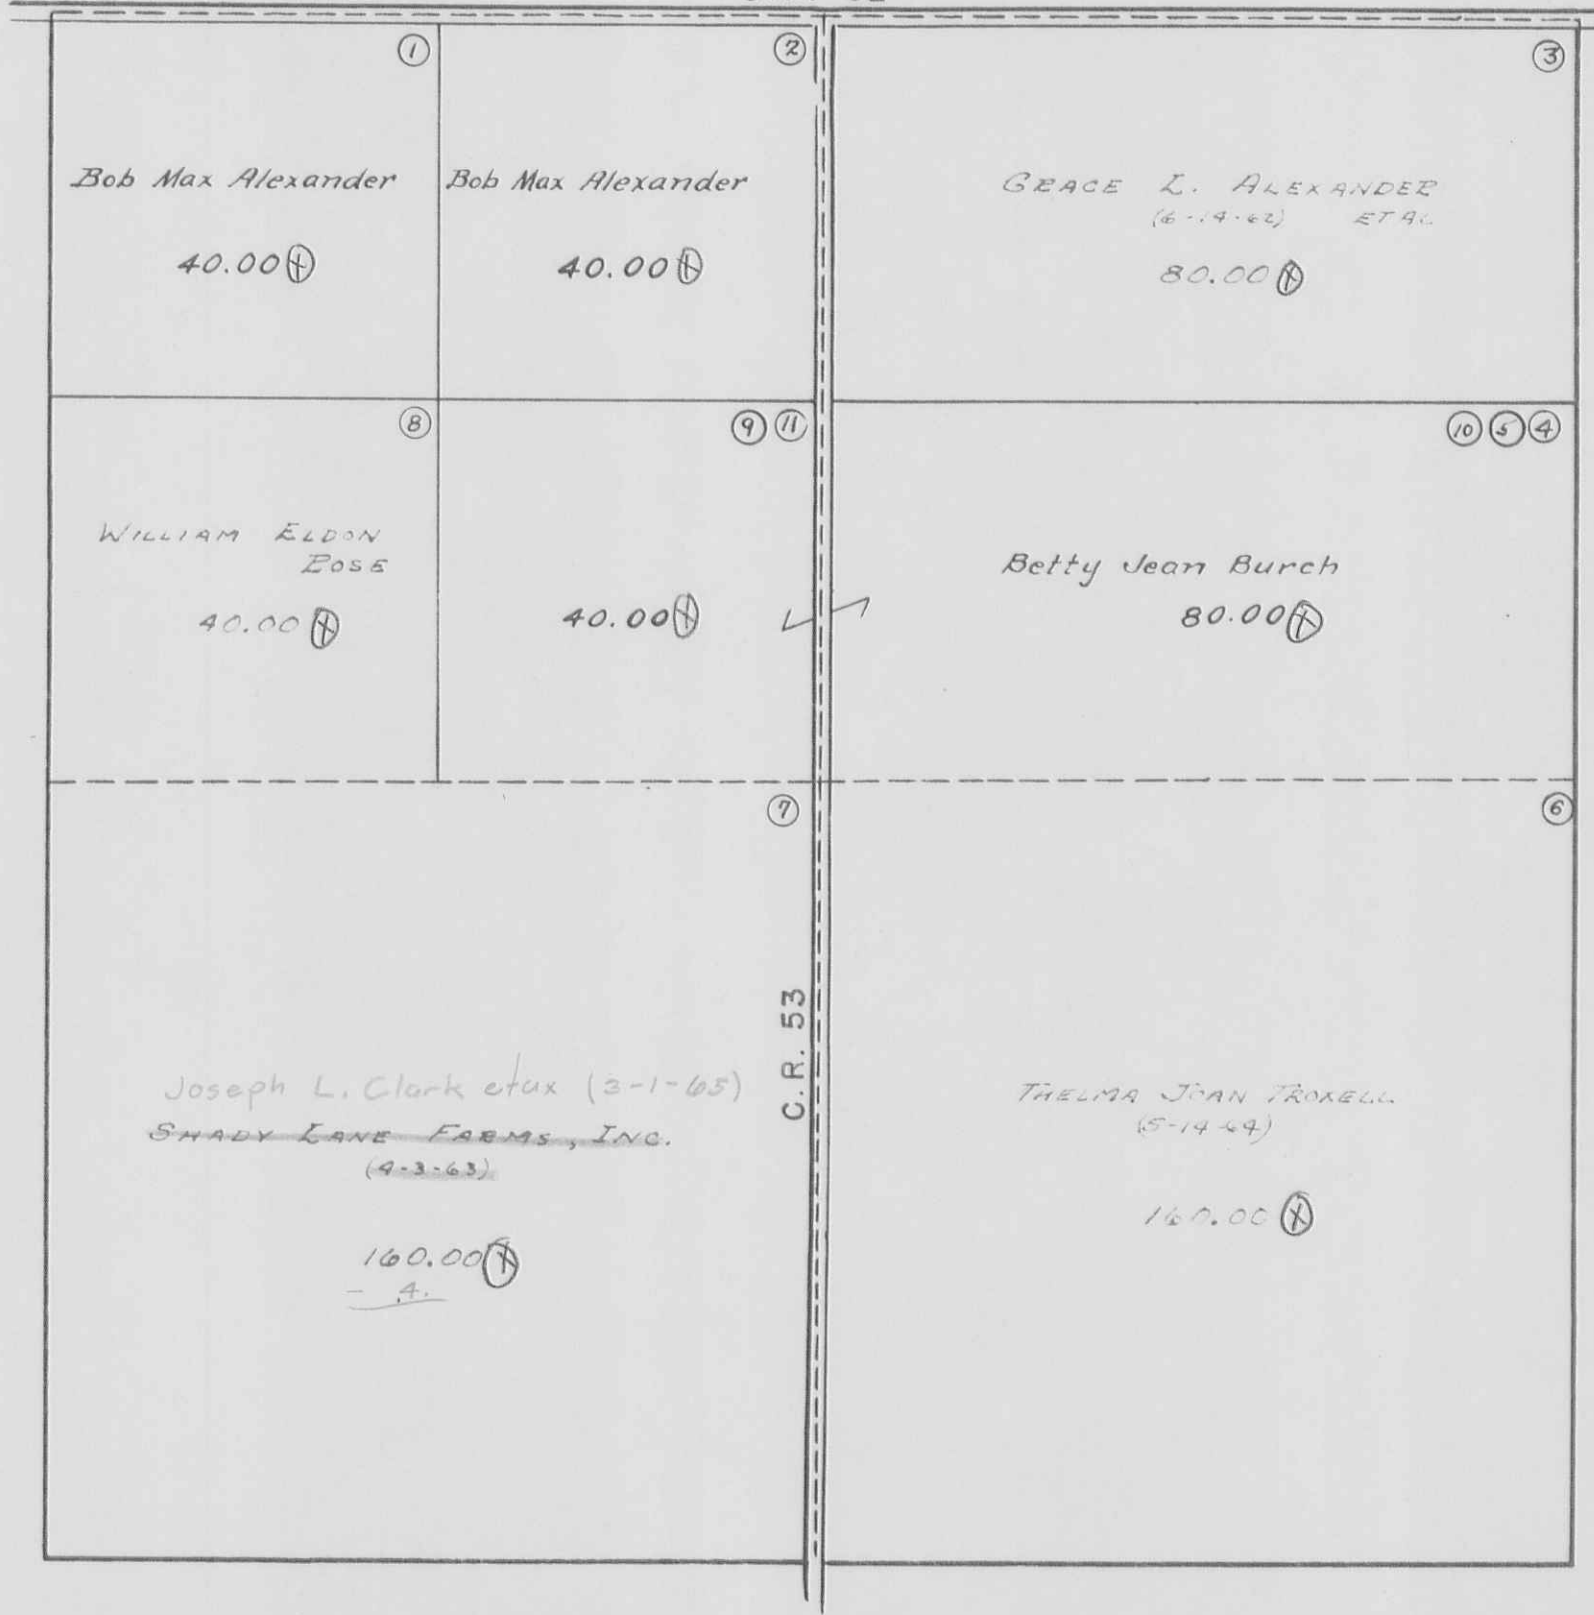 ①
②
③
Bob Max Alexander
40.00
Bob Max Alexander
40.00
GRACE L. ALEXANDER
(6-14-62) ETAL
80.00
⑧
⑨ ⑪
⑩ ⑤ ④
WILLIAM ELDON
ROSE
40.00
40.00
Betty Jean Burch
80.00
⑦
⑥
C.R. 53
Joseph L. Clark etux (3-1-65)
SHADY LANE FARMS, INC.
(4-3-63)
160.00
- .4.
THELMA JEAN TROXELL
(5-14-64)
160.00